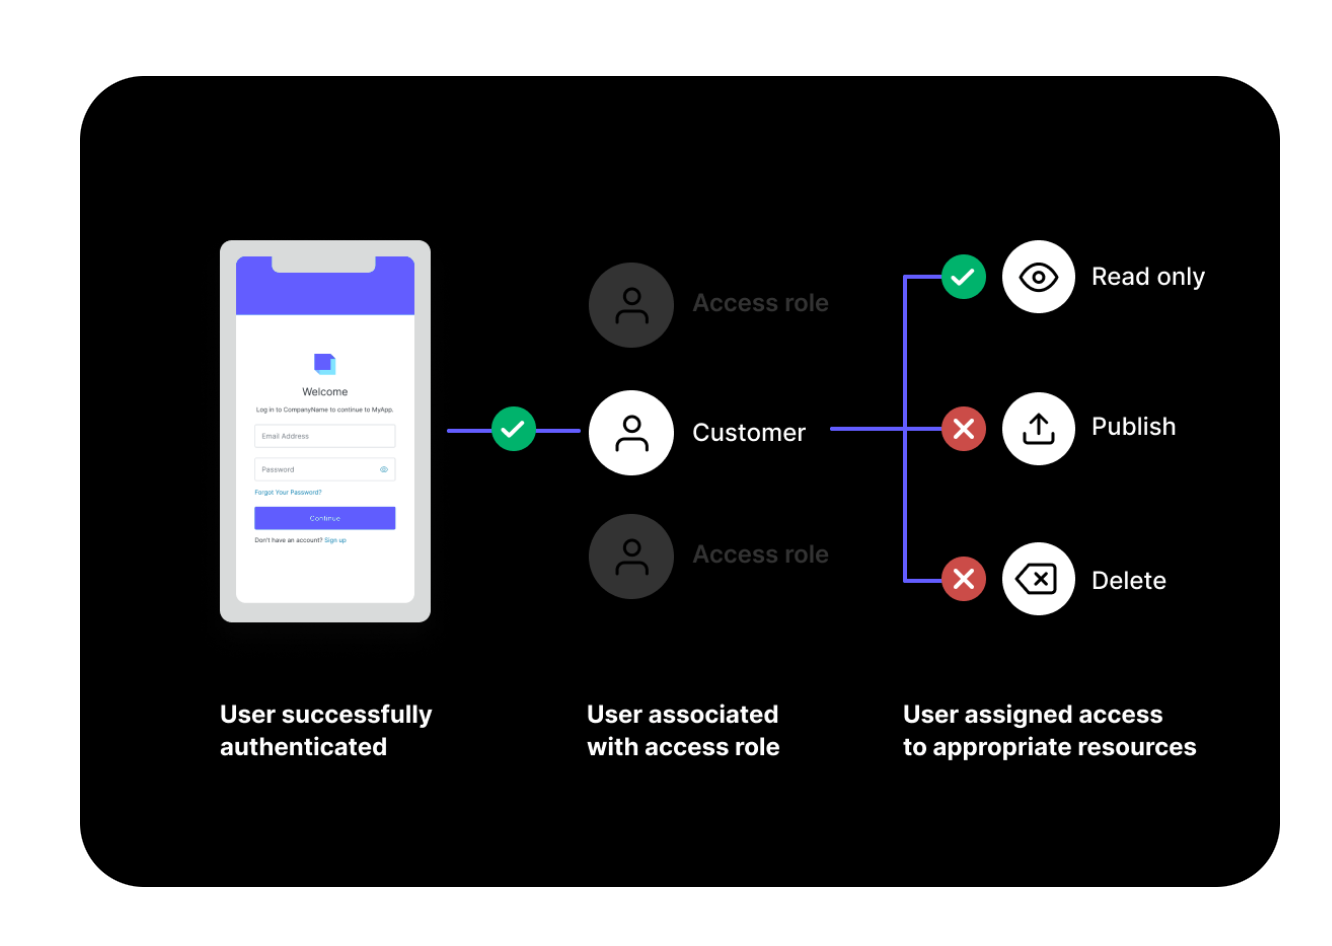 Welcome
Log in to CompanyName to continue to MyApp.
Email Address
Password
Forgot Your Password?
Continue
Don't have an account? Sign up
Access role
Customer
Access role
Read only
Publish
Delete
User successfully
authenticated
User associated
with access role
User assigned access
to appropriate resources